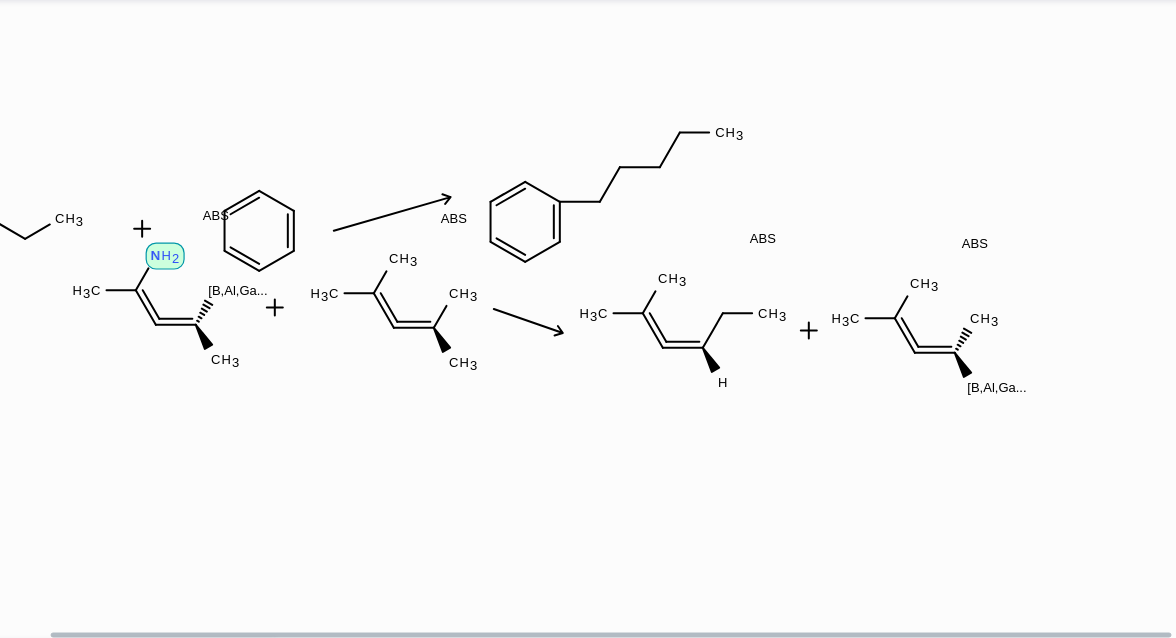 CH3
CH3
+
ABS
ABS
ABS
ABS
NH2
H3C
[B,Al,Ga...
CH3
+
CH3
H3C
CH3
CH3
CH3
H3C
CH3
H
+
CH3
H3C
CH3
[B,Al,Ga...